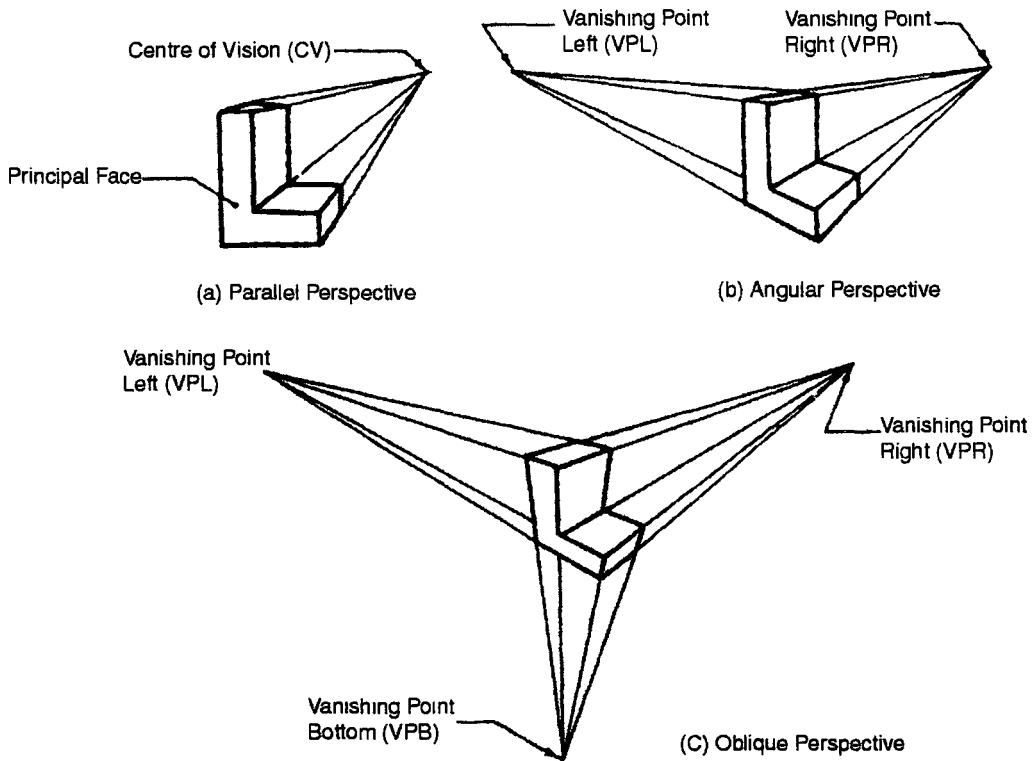 Centre of Vision (CV)
Principal Face
(a) Parallel Perspective
Vanishing Point
Left (VPL)
Vanishing Point
Right (VPR)
(b) Angular Perspective
Vanishing Point
Left (VPL)
Vanishing Point
Right (VPR)
Vanishing Point
Bottom (VPB)
(C) Oblique Perspective